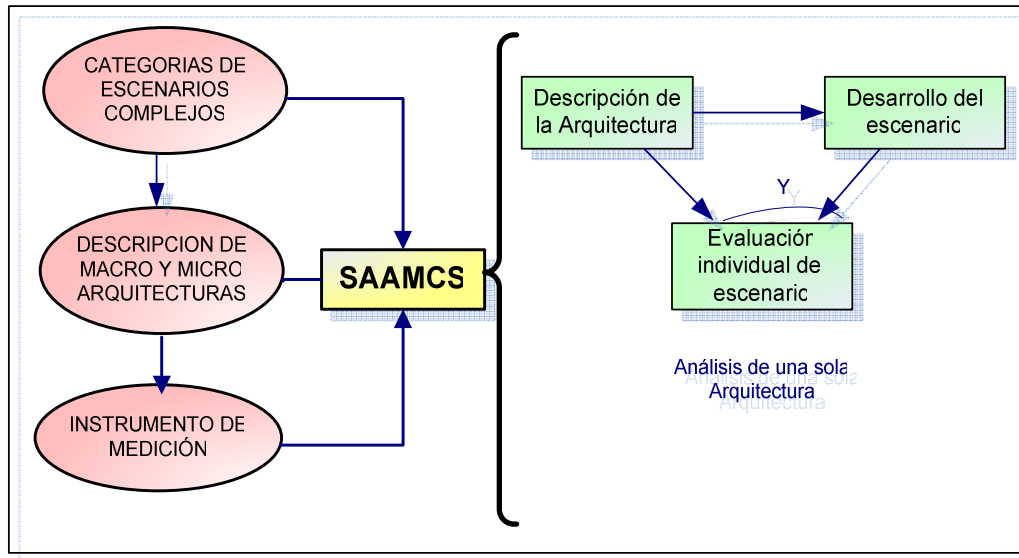 CATEGORIAS DE
ESCENARIOS
COMPLEJOS
DESCRIPCION DE
MACRO Y MICRO
ARQUITECTURAS
INSTRUMENTO DE
MEDICIÓN
SAAMCS
Descripción de
la Arquitectura
Desarrollo del
escenario
Y
Evaluación
individual de
escenario
Análisis de una sola
Arquitectura